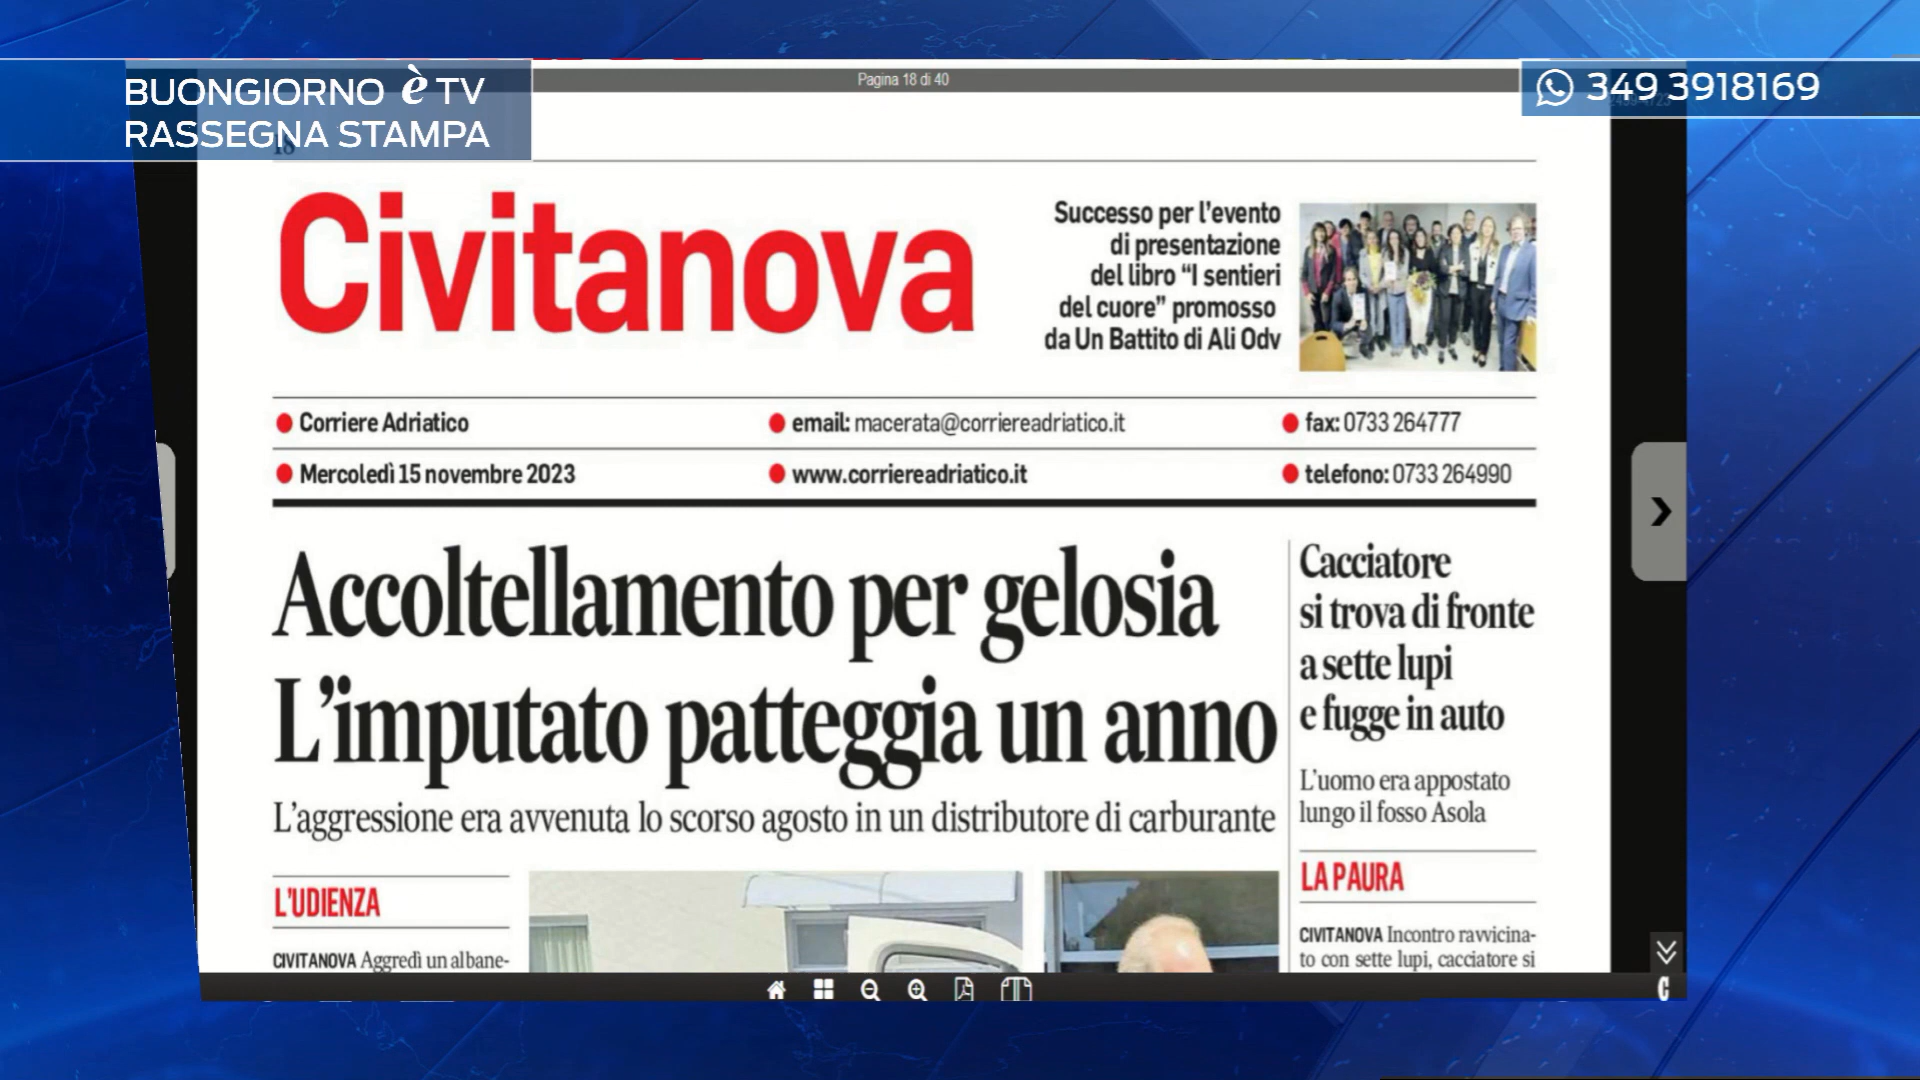 BUONGIORNO è TV
RASSEGNA STAMPA
Pagina 18 di 40
349 3918169
18
Civitanova
Successo per l'evento
di presentazione
del libro “I sentieri
del cuore” promosso
da Un Battito di Ali Odv
Corriere Adriatico
email: macerata@corriereadriatico.it
fax: 0733 264777
Mercoledì 15 novembre 2023
www.corriereadriatico.it
telefono: 0733 264990
Accoltellamento per gelosia
L'imputato patteggia un anno
L'aggressione era avvenuta lo scorso agosto in un distributore di carburante
L'UDIENZA
CIVITANOVA Aggredì un albane-
Cacciatore
si trova di fronte
a sette lupi
e fugge in auto
L'uomo era appostato
lungo il fosso Asola
LA PAURA
CIVITANOVA Incontro ravvicina-
to con sette lupi, cacciatore si